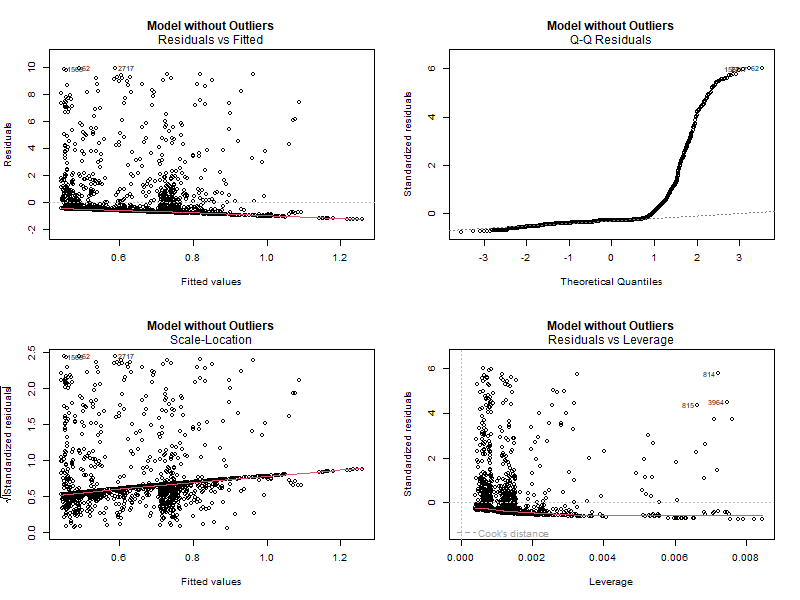 Model without Outliers
Residuals vs Fitted
Residuals
10
8
6
4
2
0
-2
2717
0.6
0.8
1.0
1.2
Fitted values
Model without Outliers
Q-Q Residuals
Standardized residuals
6
4
2
0
62
-3
-2
-1
0
1
2
3
Theoretical Quantiles
Model without Outliers
Scale-Location
√|Standardized residuals|
2.5
2.0
1.5
1.0
0.5
0.0
2717
0.6
0.8
1.0
1.2
Fitted values
Model without Outliers
Residuals vs Leverage
Standardized residuals
6
4
2
0
814
3964
815
Cook's distance
0.000
0.002
0.004
0.006
0.008
Leverage